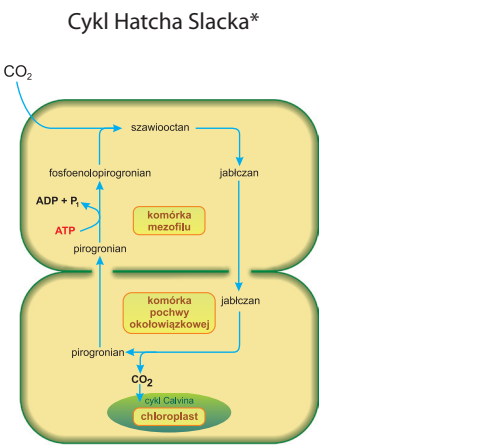 Cykl Hatcha Slacka*
CO2
szawiooctan
fosfoenolopirogronian
jabłczan
ADP + P1
ATP
komórka
mezofilu
pirogronian
komórka
pochwy
okołowiązkowej
jabłczan
pirogronian
CO2
cykl Calvina
chloroplast